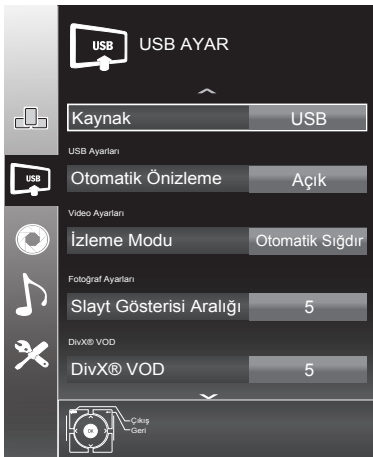 USB USB AYAR
Kaynak USB
USB Ayarları
USB
Otomatik Önizleme Açık
Video Ayarları
İzleme Modu Otomatik Sığdır
Fotoğraf Ayarları
Slayt Gösterisi Aralığı 5
DivX® VOD
DivX® VOD 5
Çıkış
OK
Geri